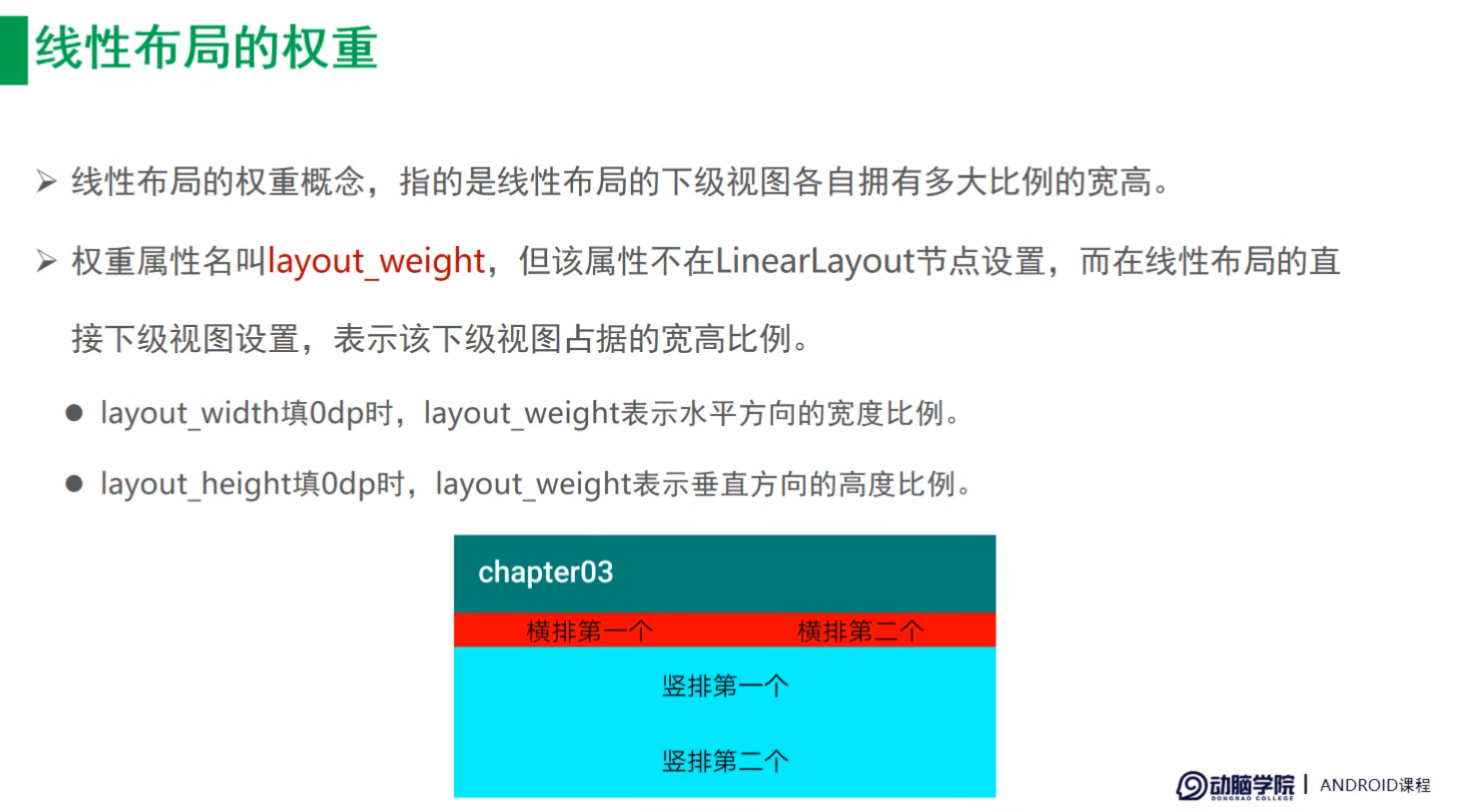 线性布局的权重
线性布局的权重概念，指的是线性布局的下级视图各自拥有多大比例的宽高。
权重属性名叫layout_weight，但该属性不在LinearLayout节点设置，而在线性布局的直
接下级视图设置，表示该下级视图占据的宽高比例。
layout_width填0dp时，layout_weight表示水平方向的宽度比例。
layout_height填0dp时，layout_weight表示垂直方向的高度比例。
chapter03
横排第一个 横排第二个
竖排第一个
竖排第二个
动脑学院 | ANDROID课程
DONGNAO COLLEGE